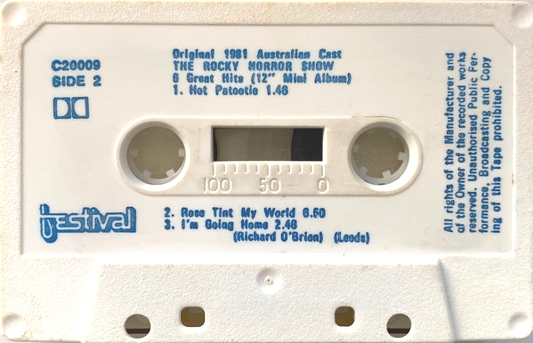 C20009
SIDE 2
Original 1981 Australian Cast
THE ROCKY HORROR SHOW
6 Great Hits (12" Mini Album)
1. Hot Patootie 1.46
100 50 0
festival
2. Rose Tint My World 6.50
3. I'm Going Home 2.46
(Richard O'Brien) (Leeds)
All rights of the Manufacturer and
of the Owner of the recorded works
reserved. Unauthorised Public Per-
formance, Broadcasting and Copy
ing of this Tape prohibited.